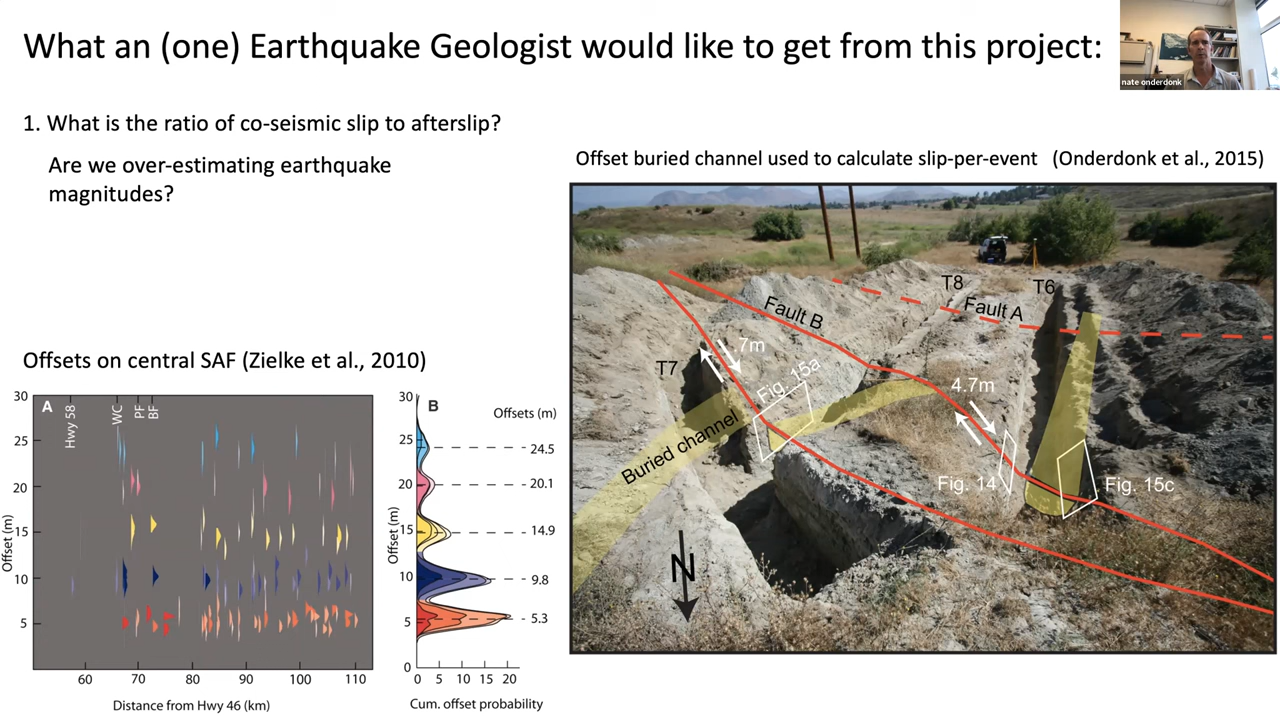 What an (one) Earthquake Geologist would like to get from this project:
nate onderdonk
1. What is the ratio of co-seismic slip to afterslip?
Are we over-estimating earthquake
magnitudes?
Offset buried channel used to calculate slip-per-event (Onderdonk et al., 2015)
T8
T6
Fault A
Fault B
7m
T7
Fig. 15a
4.7m
Buried channel
Fig. 14
Fig. 15c
N
Offsets on central SAF (Zielke et al., 2010)
A
Hwy 58
WC
PF
BF
30
25
20
15
10
5
Offset (m)
60 70 80 90 100 110
Distance from Hwy 46 (km)
B
Offsets (m)
30
25
20
15
10
5
0
Offset(m)
24.5
20.1
14.9
9.8
5.3
0 5 10 15 20
Cum. offset probability